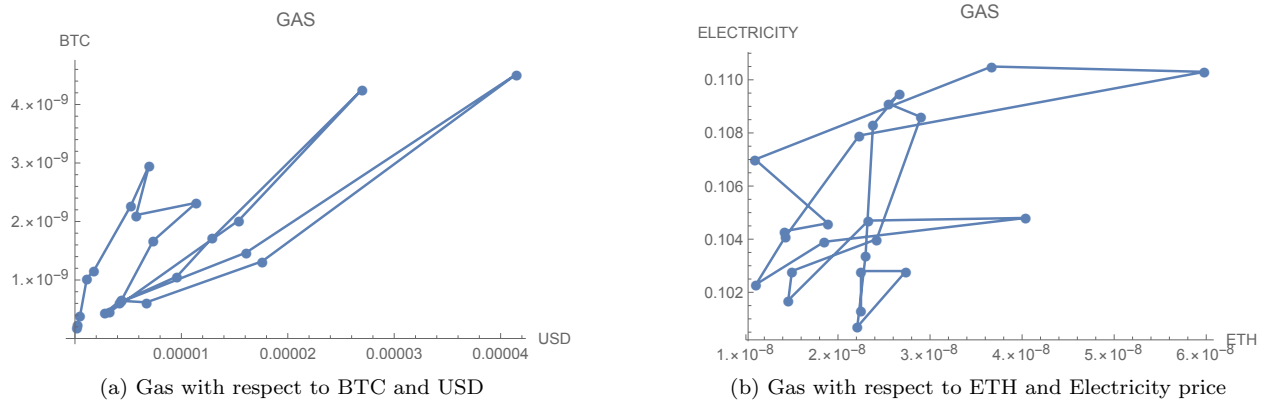 GAS
BTC
4.×10⁻⁹
3.×10⁻⁹
2.×10⁻⁹
1.×10⁻⁹
0.00001
0.00002
0.00003
0.00004
USD
(a) Gas with respect to BTC and USD
GAS
ELECTRICITY
0.110
0.108
0.106
0.104
0.102
1.×10⁻⁸
2.×10⁻⁸
3.×10⁻⁸
4.×10⁻⁸
5.×10⁻⁸
6.×10⁻⁸
ETH
(b) Gas with respect to ETH and Electricity price